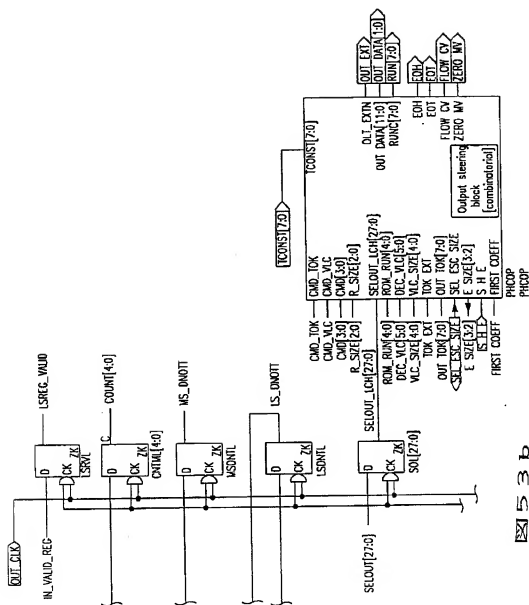 OUT_CLK
IN_VALID_REG
D
CK
ZK
LSRVL
LSREG_VALID
D
C
CK
ZK
CNTML[4:0]
COUNT[4:0]
D
CK
ZK
MSDNTL
MS_DNOTT
D
CK
ZK
LSDNTL
LS_DNOTT
SELOUT[27:0]
D
CK
ZK
SOL[27:0]
SELOUT_LCH[27:0]
TCONST[7:0]
TCONST[7:0]
CMD_TOK
CMD_TOK
CMD_VLC
CMD_VLC
CMD[3:0]
CMD[3:0]
R_SIZE[2:0]
R_SIZE[2:0]
SELOUT_LCH[27:0]
ROM_RUN[4:0]
ROM_RUN[4:0]
DEC_VLC[5:0]
DEC_VLC[5:0]
VLC_SIZE[4:0]
VLC_SIZE[4:0]
TOK EXT
TOK EXT
OUT TOK[7:0]
OUT TOK[7:0]
SEL ESC SIZE
SEL ESC SIZE
E SIZE[3:2]
E SIZE[3:2]
S H E
S H E
FIRST COEFF
FIRST COEFF
PHCOP
PHCOP
DLT_EXTN
OUT_EXT
OUT DATA[11:0]
OUT DATA[1:0]
RUNC[7:0]
RUN[7:0]
EOH
EOH
EOT
EOT
FLOW CV
FLOW CV
ZERO MV
ZERO MV
Output steering
block
[combinatorial]
図53b